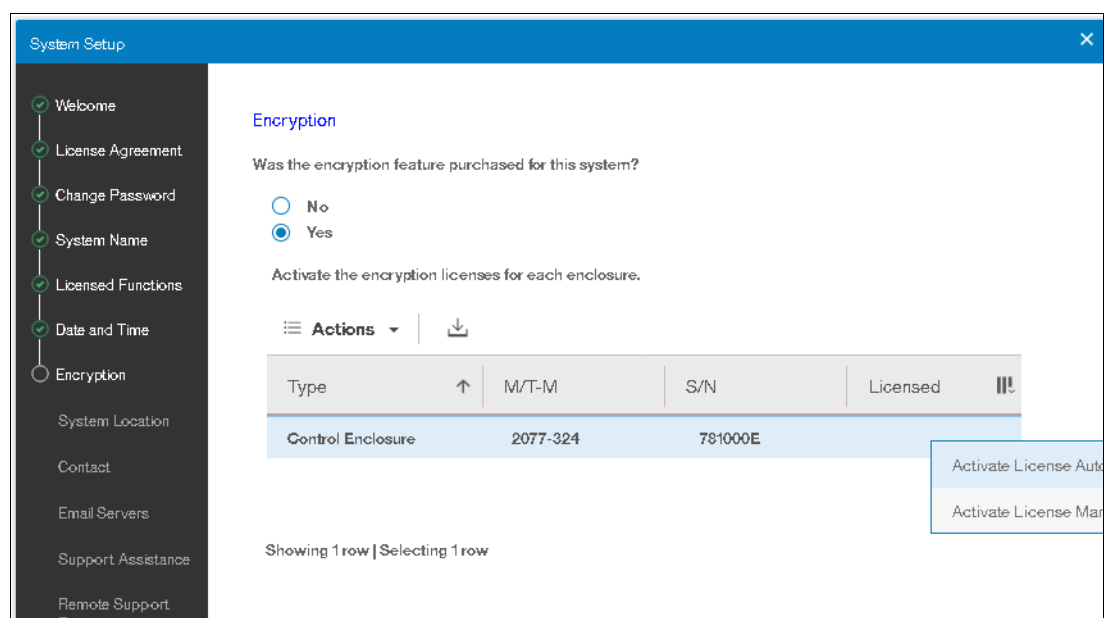 System Setup
Welcome
License Agreement
Change Password
System Name
Licensed Functions
Date and Time
Encryption
System Location
Contact
Email Servers
Support Assistance
Remote Support
Encryption
Was the encryption feature purchased for this system?
No
Yes
Activate the encryption licenses for each enclosure.
Actions
Type M/T-M S/N Licensed
Control Enclosure 2077-324 781000E
Activate License Auto
Activate License Man
Showing 1 row | Selecting 1 row